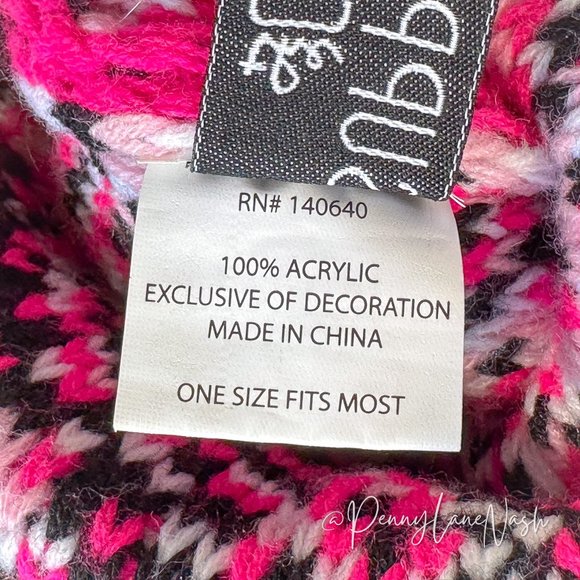 RN# 140640
100% ACRYLIC
EXCLUSIVE OF DECORATION
MADE IN CHINA
ONE SIZE FITS MOST
@PennyLaneNash